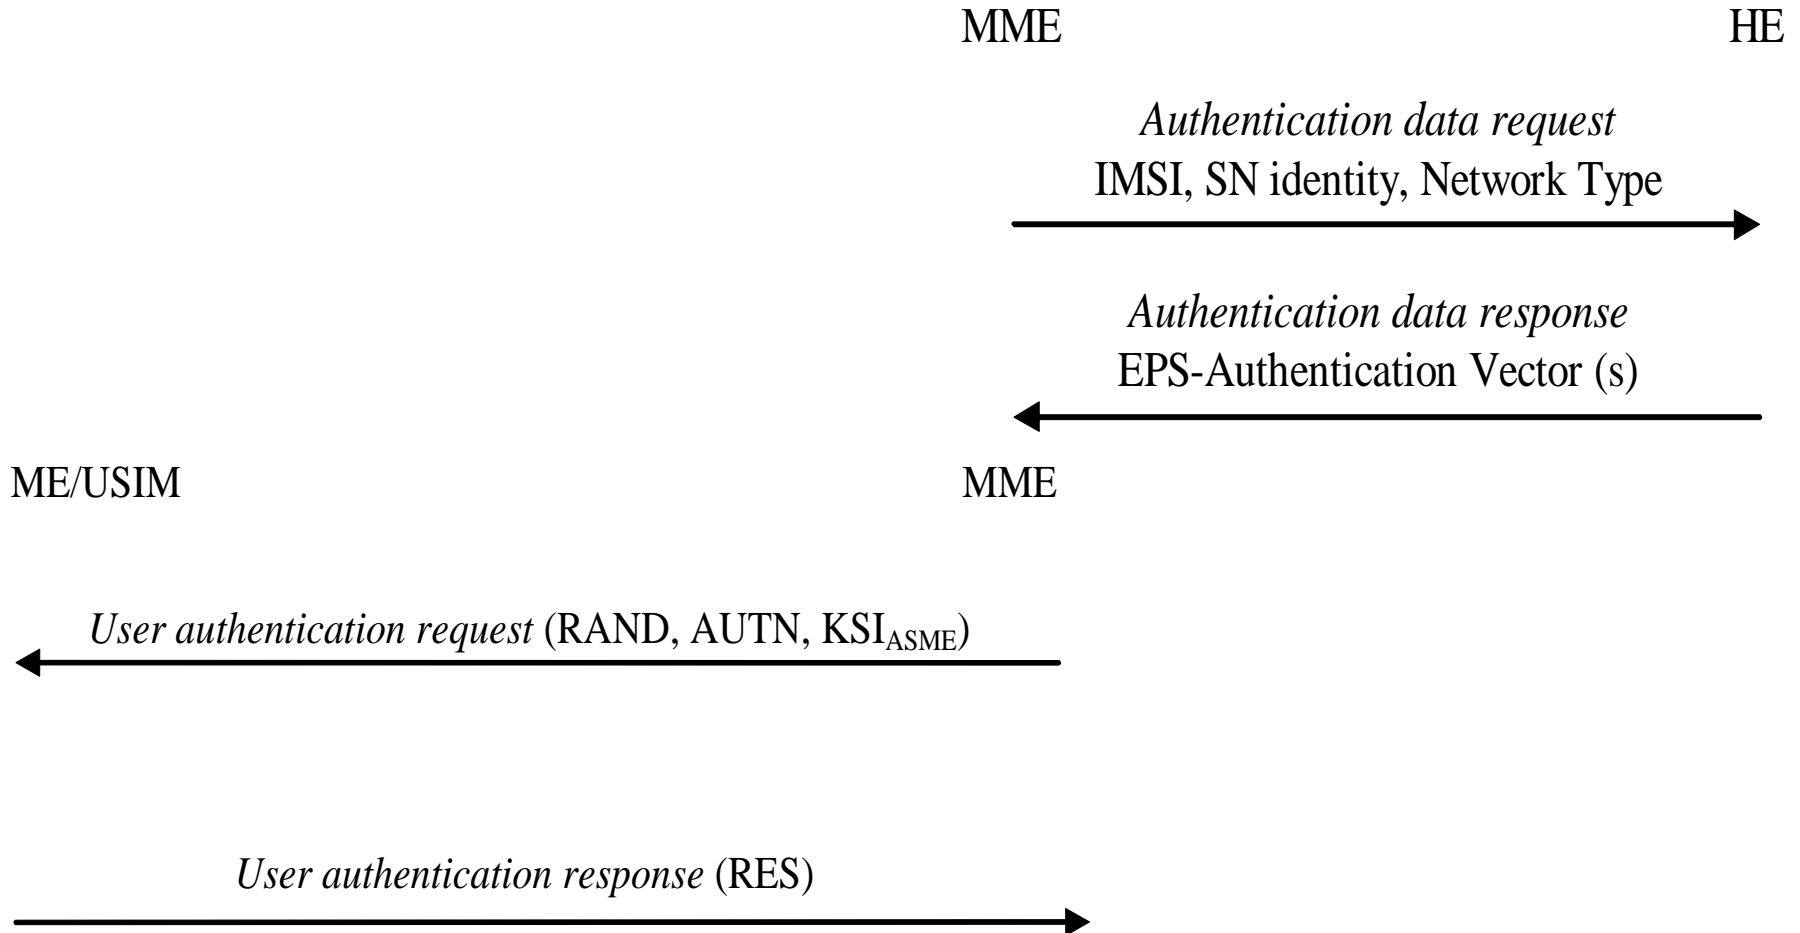 MME HE
Authentication data request
IMSI, SN identity, Network Type
Authentication data response
EPS-Authentication Vector (s)
ME/USIM MME
User authentication request (RAND, AUTN, KSI_ASME)
User authentication response (RES)